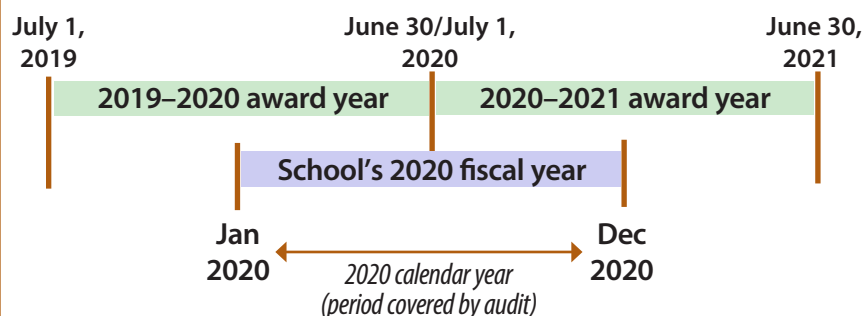 July 1,
2019
June 30/July 1,
2020
June 30,
2021
2019–2020 award year
2020–2021 award year
School's 2020 fiscal year
Jan
2020
Dec
2020
2020 calendar year
(period covered by audit)